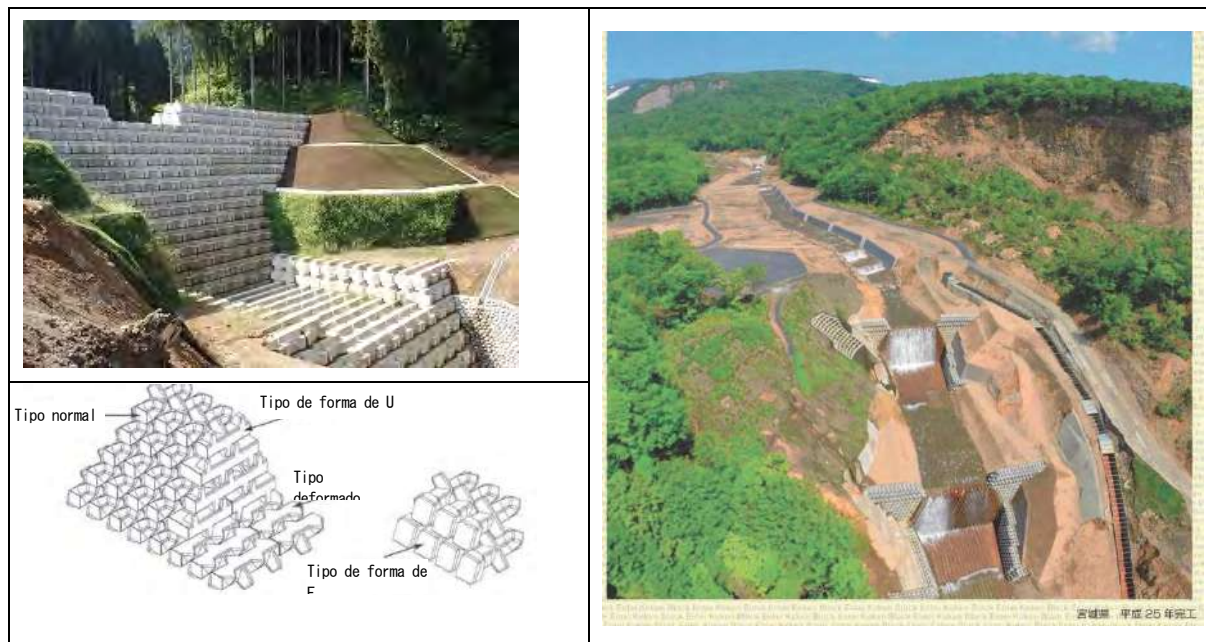 Tipo normal
Tipo de forma de U
Tipo
deformado
Tipo de forma de
宮城県 平成25年完工